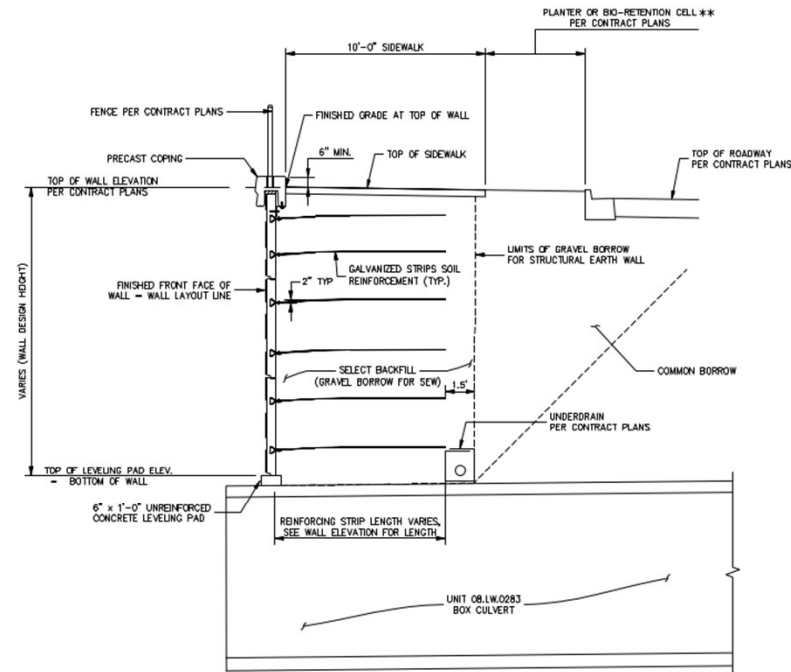 PLANTER OR BIO-RETENTION CELL **
PER CONTRACT PLANS
10'-0" SIDEWALK
FENCE PER CONTRACT PLANS
FINISHED GRADE AT TOP OF WALL
6" MIN.
TOP OF SIDEWALK
PRECAST COPING
TOP OF ROADWAY
PER CONTRACT PLANS
TOP OF WALL ELEVATION
PER CONTRACT PLANS
LIMITS OF GRAVEL BORROW
FOR STRUCTURAL EARTH WALL
GALVANIZED STRIPS SOIL
REINFORCEMENT (TYP.)
2" TYP
FINISHED FRONT FACE OF
WALL - WALL LAYOUT LINE
VARIES (WALL DESIGN HEIGHT)
SELECT BACKFILL
(GRAVEL BORROW FOR SEW)
1.5'
COMMON BORROW
UNDERDRAIN
PER CONTRACT PLANS
TOP OF LEVELING PAD ELEV.
- BOTTOM OF WALL
6" x 1'-0" UNREINFORCED
CONCRETE LEVELING PAD
REINFORCING STRIP LENGTH VARIES,
SEE WALL ELEVATION FOR LENGTH
UNIT 08.LW.0283
BOX CULVERT